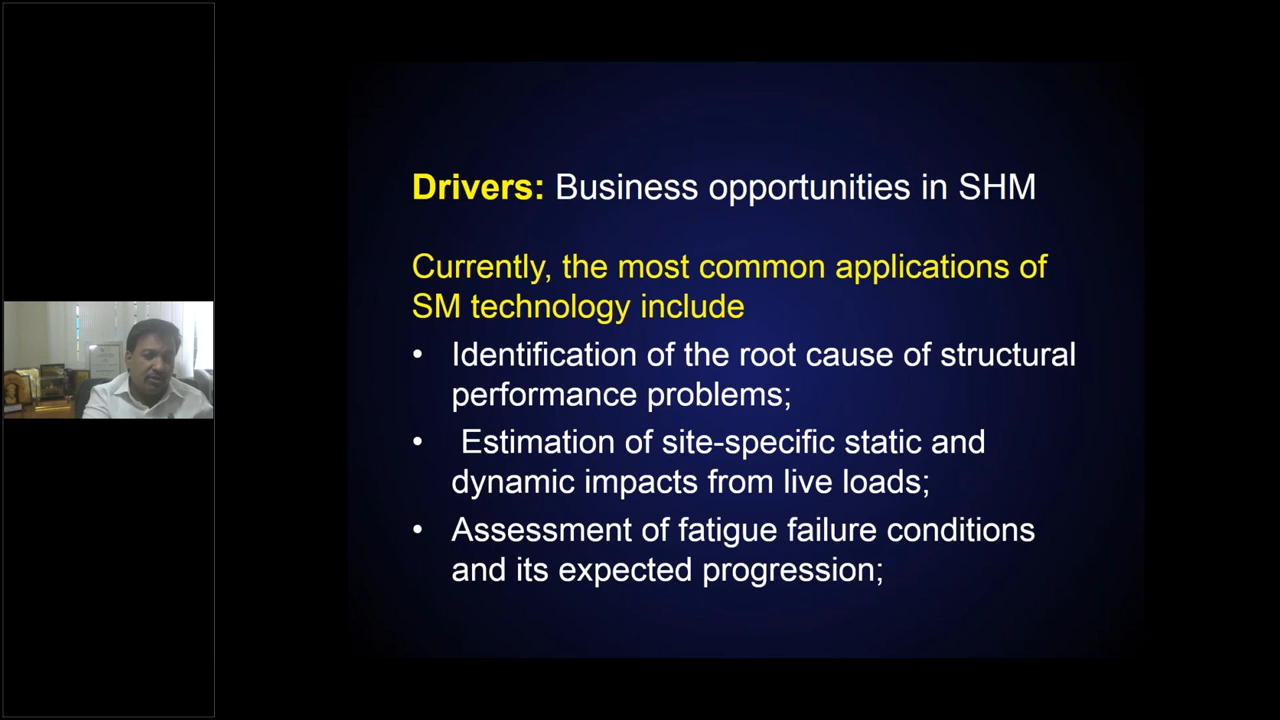 Drivers: Business opportunities in SHM
Currently, the most common applications of
SM technology include
• Identification of the root cause of structural
performance problems;
• Estimation of site-specific static and
dynamic impacts from live loads;
• Assessment of fatigue failure conditions
and its expected progression;